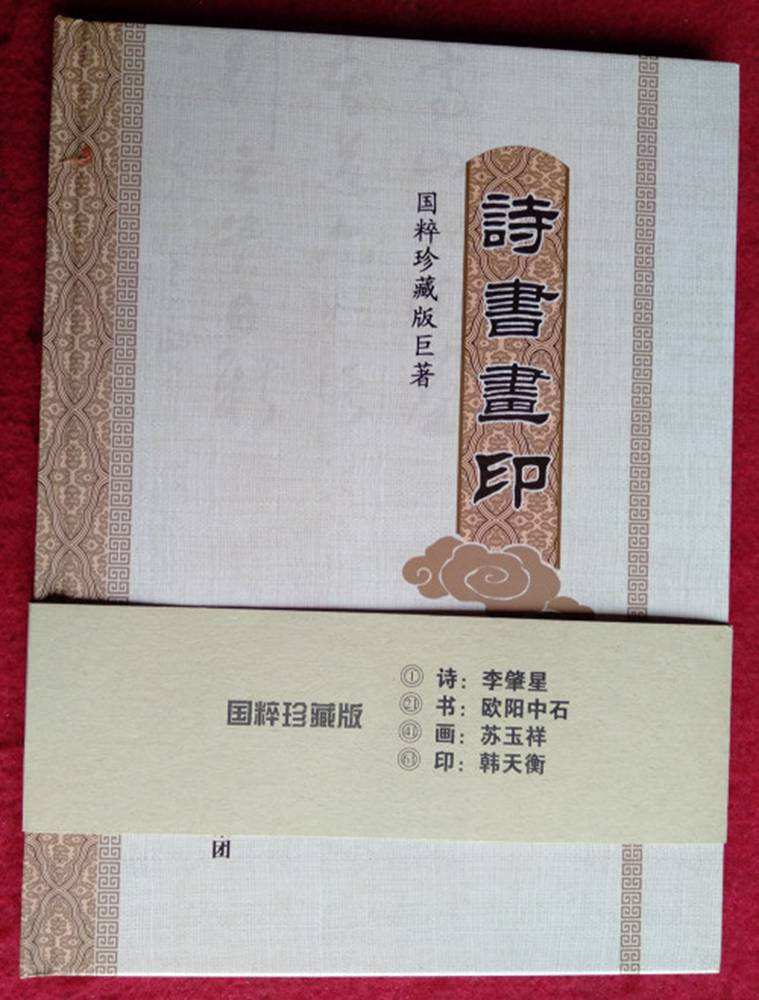 詩書畫印
国粹珍藏版巨著
国粹珍藏版
① 诗：李肇星
㉑ 书：欧阳中石
㊶ 画：苏玉祥
61 印：韩天衡
团